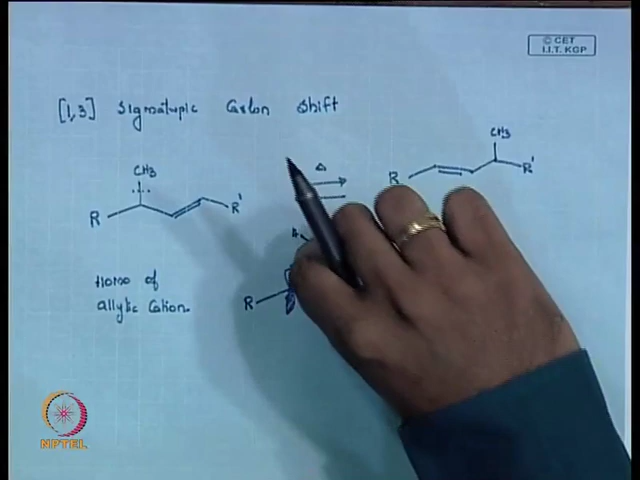 © CET
I.I.T. KGP
[1,3] Sigmatropic Carbon Shift
CH3
R
R'
Δ
R
CH3
R'
Homo of
allylic Cation.
R
NPTEL